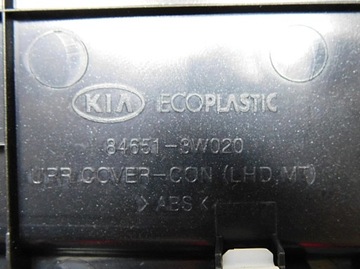 KIA ECOPLASTIC
84651-3W020
UPR COVER-CON (LHD,MT)
>ABS<